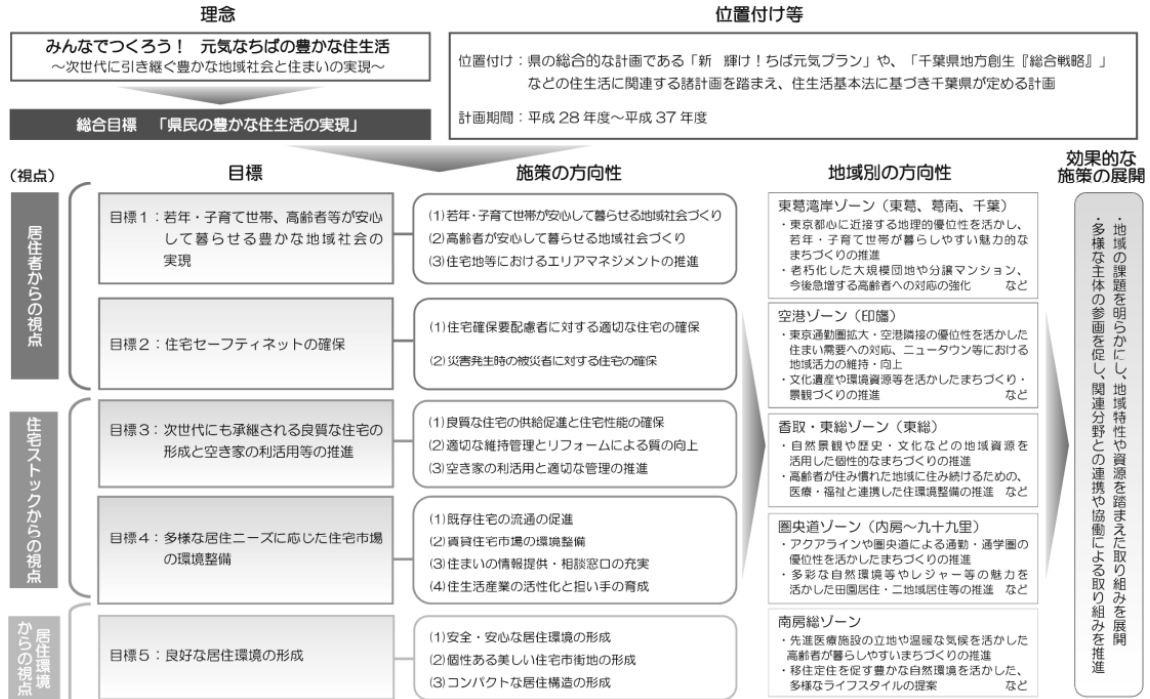 理念
みんなでつくろう！ 元気なちばの豊かな住生活
～次世代に引き継ぐ豊かな地域社会と住まいの実現～
総合目標 「県民の豊かな住生活の実現」
位置付け等
位置付け：県の総合的な計画である「新 輝け！ちば元気プラン」や、「千葉県地方創生『総合戦略』」
などの住生活に関連する諸計画を踏まえ、住生活基本法に基づき千葉県が定める計画
計画期間：平成28年度～平成37年度
（視点）
目標
施策の方向性
地域別の方向性
効果的な
施策の展開
居住者からの視点
目標１：若年・子育て世帯、高齢者等が安心
して暮らせる豊かな地域社会の
実現
(1)若年・子育て世帯が安心して暮らせる地域社会づくり
(2)高齢者が安心して暮らせる地域社会づくり
(3)住宅地等におけるエリアマネジメントの推進
目標２：住宅セーフティネットの確保
(1)住宅確保要配慮者に対する適切な住宅の確保
(2)災害発生時の被災者に対する住宅の確保
住宅ストックからの視点
目標３：次世代にも承継される良質な住宅の
形成と空き家の利活用等の推進
(1)良質な住宅の供給促進と住宅性能の確保
(2)適切な維持管理とリフォームによる質の向上
(3)空き家の利活用と適切な管理の推進
目標４：多様な居住ニーズに応じた住宅市場
の環境整備
(1)既存住宅の流通の促進
(2)賃貸住宅市場の環境整備
(3)住まいの情報提供・相談窓口の充実
(4)住生活産業の活性化と担い手の育成
居住環境
からの視点
目標５：良好な居住環境の形成
(1)安全・安心な居住環境の形成
(2)個性ある美しい住宅市街地の形成
(3)コンパクトな居住構造の形成
東葛湾岸ゾーン（東葛、葛南、千葉）
・東京都心に近接する地理的優位性を活かし、
若年・子育て世帯が暮らしやすい魅力的な
まちづくりの推進
・老朽化した大規模団地や分譲マンション、
今後急増する高齢者への対応の強化 など
空港ゾーン（印旛）
・東京通勤圏拡大・空港隣接の優位性を活かした
住まい需要への対応、ニュータウン等における
地域活力の維持・向上
・文化遺産や環境資源等を活かしたまちづくり・
景観づくりの推進 など
香取・東総ゾーン（東総）
・自然景観や歴史・文化などの地域資源を
活用した個性的なまちづくりの推進
・高齢者が住み慣れた地域に住み続けるための、
医療・福祉と連携した住環境整備の推進 など
圏央道ゾーン（内房～九十九里）
・アクアラインや圏央道による通勤・通学圏の
優位性を活かしたまちづくりの推進
・多彩な自然環境等やレジャー等の魅力を
活かした田園居住・二地域居住等の推進 など
南房総ゾーン
・先進医療施設の立地や温暖な気候を活かした
高齢者が暮らしやすいまちづくりの推進
・移住定住を促す豊かな自然環境を活かした、
多様なライフスタイルの提案 など
・地域の課題を明らかにし、地域特性や資源を踏まえた取り組みを展開
・多様な主体の参画を促し、関連分野との連携や協働による取り組みを推進